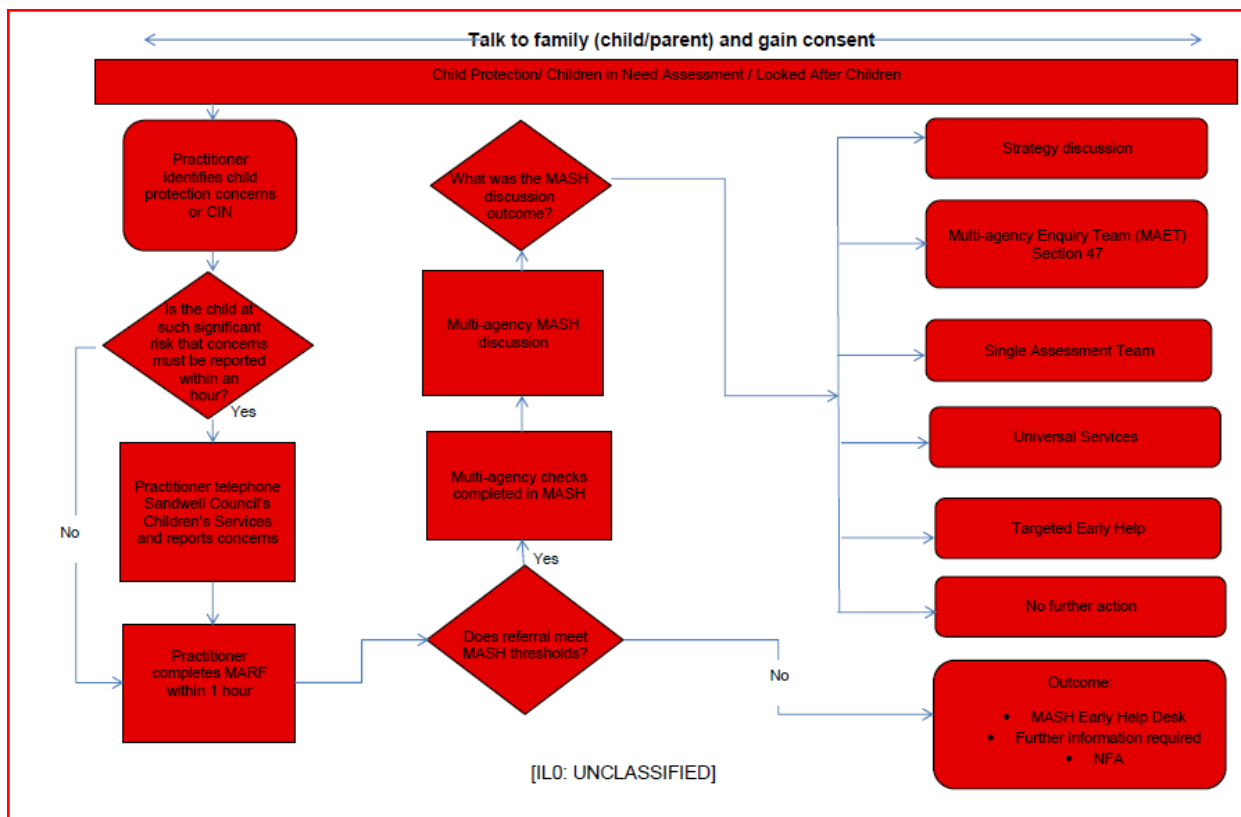 Talk to family (child/parent) and gain consent
Child Protection/ Children in Need Assessment / Looked After Children
Practitioner
identifies child
protection concerns
or CIN
Is the child at
such significant
risk that concerns
must be reported
within an
hour?
Yes
No
Practitioner telephone
Sandwell Council's
Children's Services
and reports concerns
Practitioner
completes MARF
within 1 hour
What was the MASH
discussion
outcome?
Multi-agency MASH
discussion
Multi-agency checks
completed in MASH
Yes
Does referral meet
MASH thresholds?
No
Strategy discussion
Multi-agency Enquiry Team (MAET)
Section 47
Single Assessment Team
Universal Services
Targeted Early Help
No further action
Outcome:
• MASH Early Help Desk
• Further information required
• NFA
[IL0: UNCLASSIFIED]